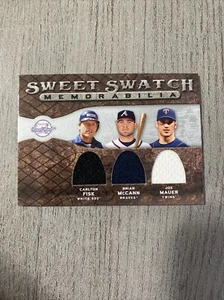 SWEET SWATCH
MEMORABILIA
CARLTON FISK
WHITE SOX
BRIAN McCANN
BRAVES
JOE MAUER
TWINS